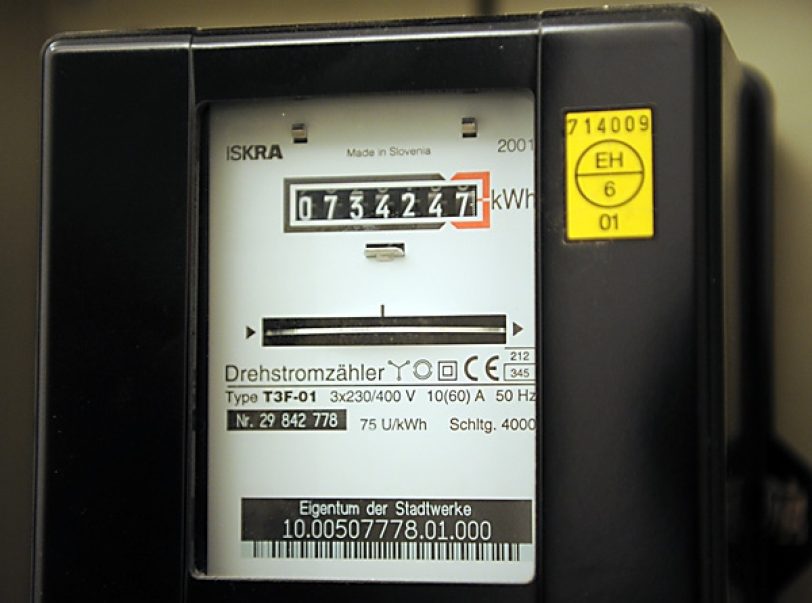 ISKRA
Made in Slovenia
2001
0734247
kWh
714009
EH
6
01
Drehstromzähler CE
212
345
Type T3F-01 3x230/400 V 10(60) A 50 Hz
Nr. 29 842 778
75 U/kWh Schltg. 4000
Eigentum der Stadtwerke
10.00507778.01.000